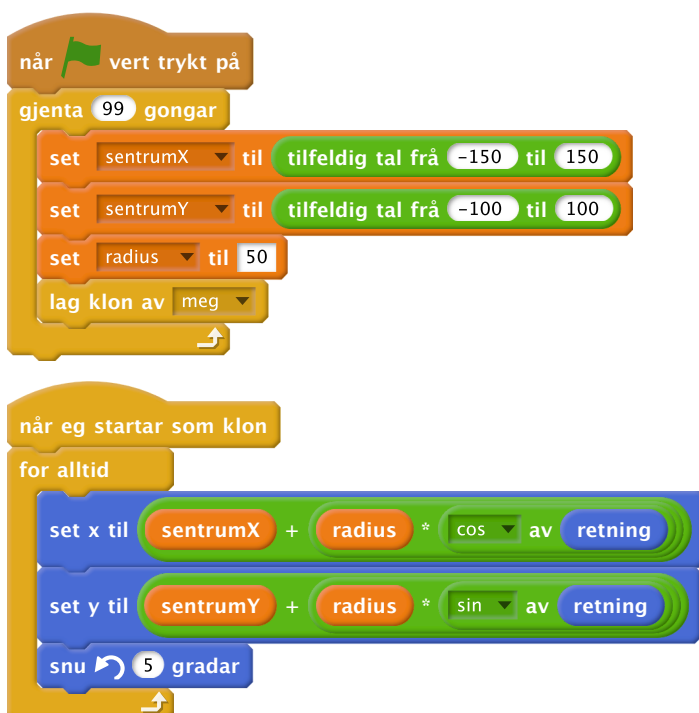 når vert trykt på
gjenta 99 gongar
set sentrumX til tilfeldig tal frå -150 til 150
set sentrumY til tilfeldig tal frå -100 til 100
set radius til 50
lag klon av meg
når eg startar som klon
for alltid
set x til sentrumX + radius * cos av retning
set y til sentrumY + radius * sin av retning
snu 5 gradar